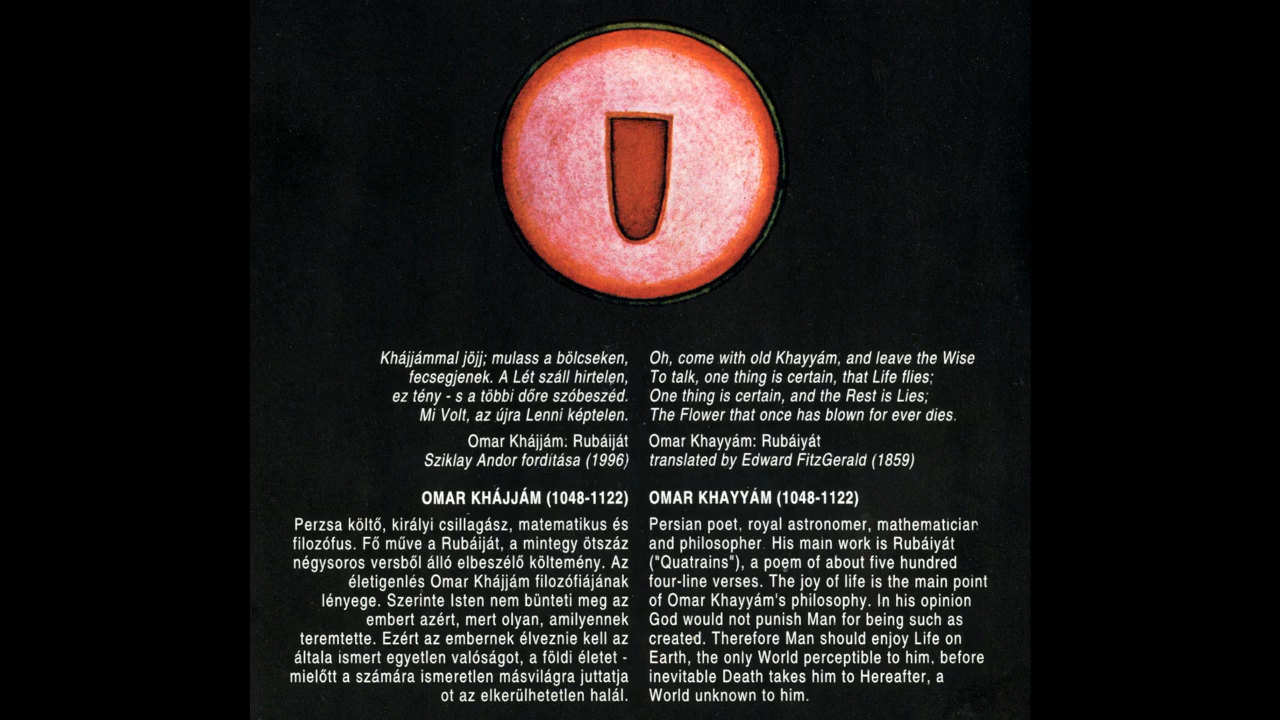 Khájjámmal jöjj; mulass a bölcseken,
fecsegjenek. A Lét száll hirtelen,
ez tény - s a többi dőre szóbeszéd.
Mi Volt, az újra Lenni képtelen.
Omar Khájjám: Rubáiját
Sziklay Andor fordítása (1996)
OMAR KHÁJJÁM (1048-1122)
Perzsa költő, királyi csillagász, matematikus és
filozófus. Fő műve a Rubáiját, a mintegy ötszáz
négysoros versből álló elbeszélő költemény. Az
életigenlés Omar Khájjám filozófiájának
lényege. Szerinte Isten nem bünteti meg az
embert azért, mert olyan, amilyennek
teremtette. Ezért az embernek élveznie kell az
általa ismert egyetlen valóságot, a földi életet -
mielőtt a számára ismeretlen másvilágra juttatja
ot az elkerülhetetlen halál.
Oh, come with old Khayyám, and leave the Wise
To talk, one thing is certain, that Life flies;
One thing is certain, and the Rest is Lies;
The Flower that once has blown for ever dies.
Omar Khayyám: Rubáiyát
translated by Edward FitzGerald (1859)
OMAR KHAYYÁM (1048-1122)
Persian poet, royal astronomer, mathematician
and philosopher. His main work is Rubáiyát
("Quatrains"), a poem of about five hundred
four-line verses. The joy of life is the main point
of Omar Khayyám's philosophy. In his opinion
God would not punish Man for being such as
created. Therefore Man should enjoy Life on
Earth, the only World perceptible to him, before
inevitable Death takes him to Hereafter, a
World unknown to him.